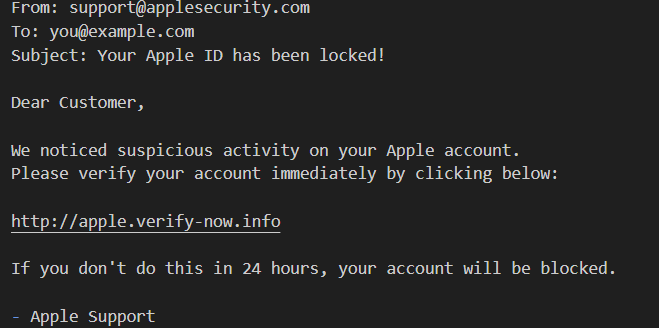 From: support@applesecurity.com
To: you@example.com
Subject: Your Apple ID has been locked!
Dear Customer,
We noticed suspicious activity on your Apple account.
Please verify your account immediately by clicking below:
http://apple.verify-now.info
If you don't do this in 24 hours, your account will be blocked.
- Apple Support